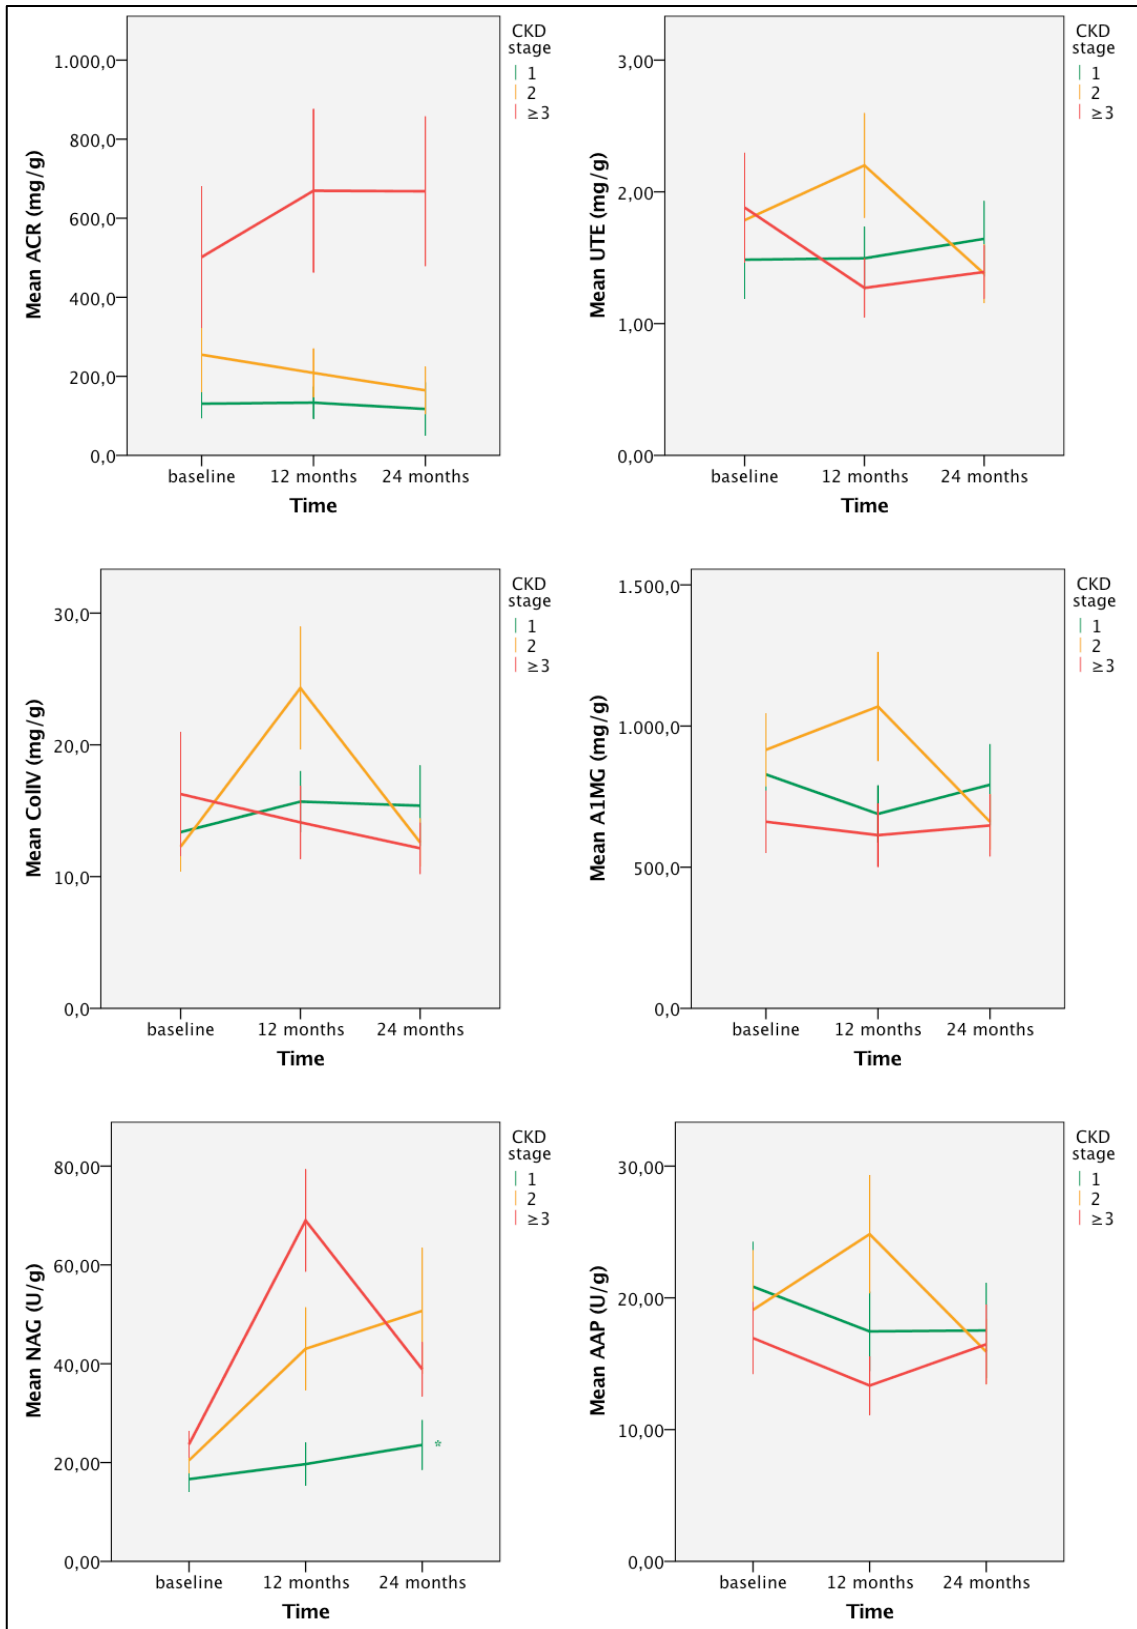 CKD
stage
1
2
≥3
1.000,0
800,0
600,0
400,0
200,0
0,0
Mean ACR (mg/g)
baseline 12 months 24 months
Time
CKD
stage
1
2
≥3
3,00
2,00
1,00
0,00
Mean UTE (mg/g)
baseline 12 months 24 months
Time
CKD
stage
1
2
≥3
30,0
20,0
10,0
0,0
Mean ColIV (mg/g)
baseline 12 months 24 months
Time
CKD
stage
1
2
≥3
1.500,0
1.000,0
500,0
0,0
Mean A1MG (mg/g)
baseline 12 months 24 months
Time
CKD
stage
1
2
≥3
80,00
60,00
40,00
20,00
0,00
Mean NAG (U/g)
*
baseline 12 months 24 months
Time
CKD
stage
1
2
≥3
30,00
20,00
10,00
0,00
Mean AAP (U/g)
baseline 12 months 24 months
Time